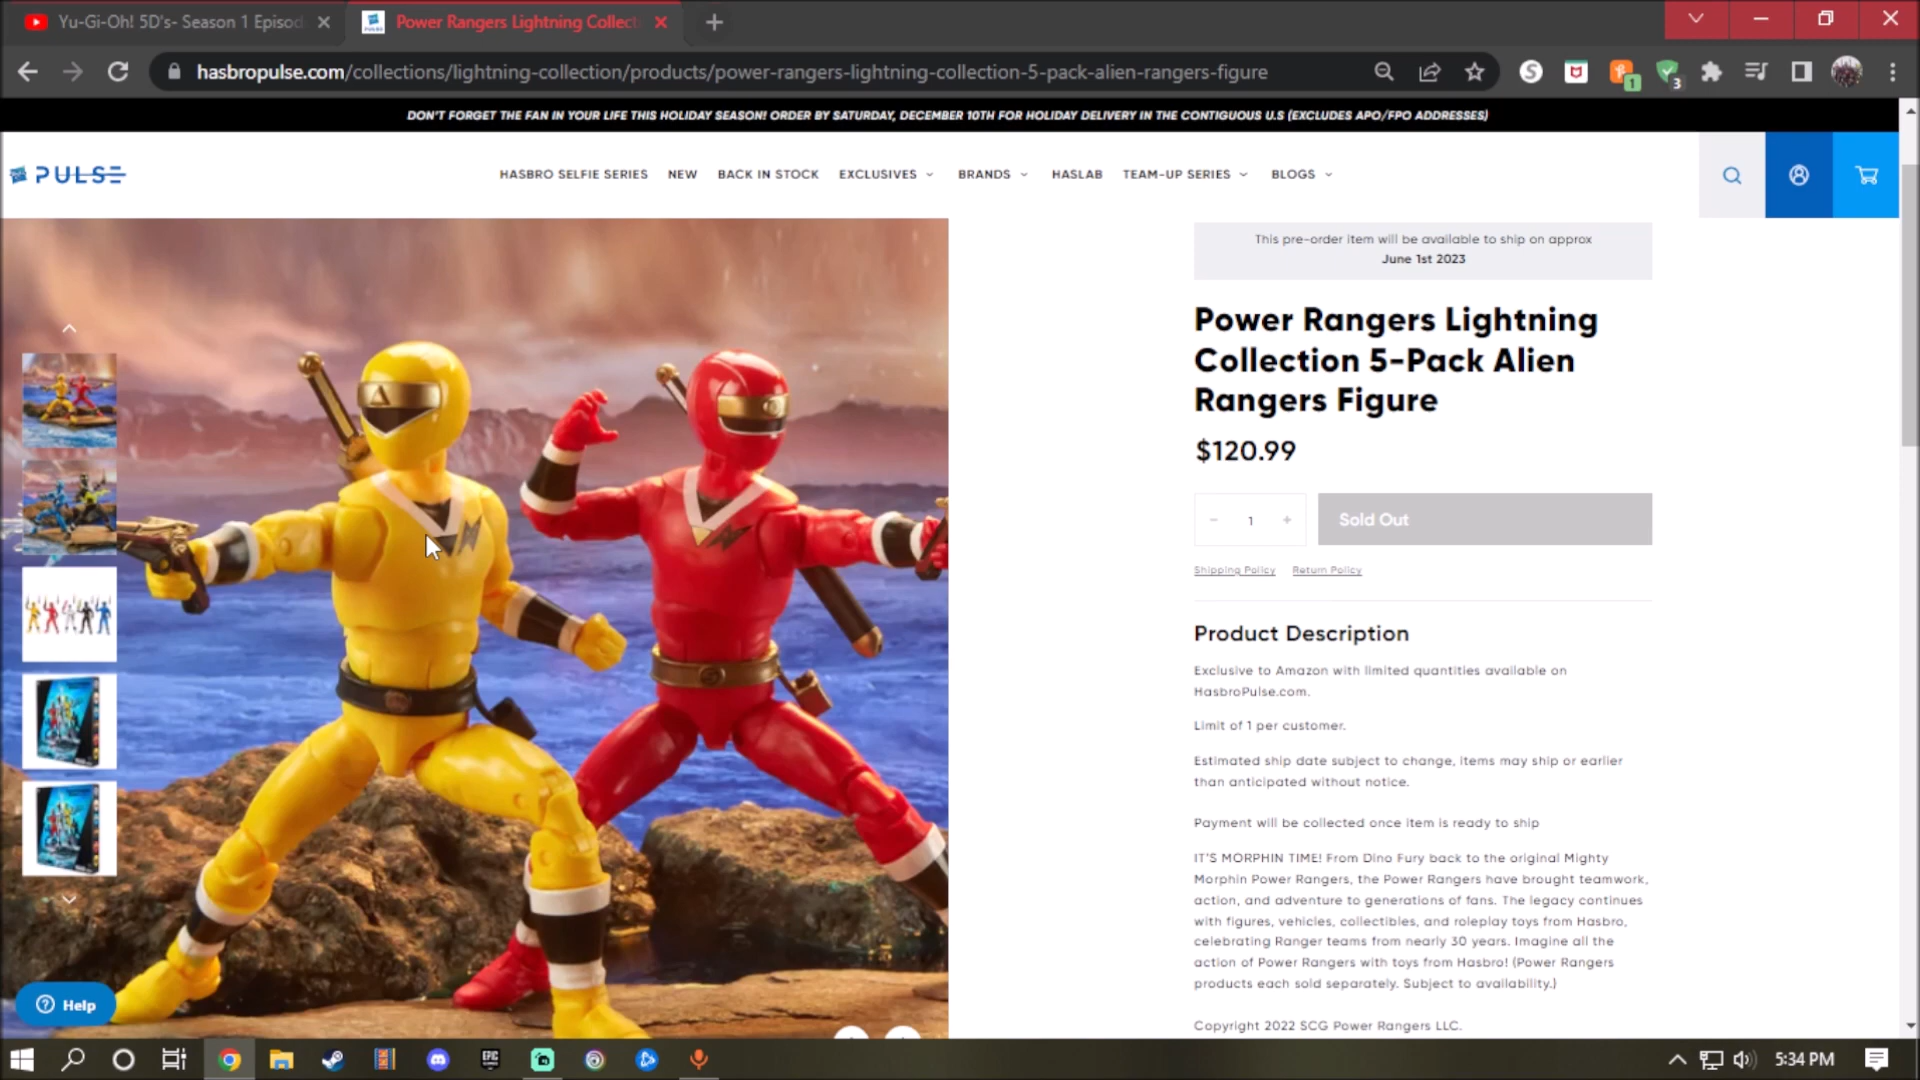 Yu-Gi-Oh! 5D's- Season 1 Episod
Power Rangers Lightning Collect
hasbropulse.com/collections/lightning-collection/products/power-rangers-lightning-collection-5-pack-alien-rangers-figure
1
3
DON'T FORGET THE FAN IN YOUR LIFE THIS HOLIDAY SEASON! ORDER BY SATURDAY, DECEMBER 10TH FOR HOLIDAY DELIVERY IN THE CONTIGUOUS U.S (EXCLUDES APO/FPO ADDRESSES)
PULSE
HASBRO SELFIE SERIES
NEW
BACK IN STOCK
EXCLUSIVES
BRANDS
HASLAB
TEAM-UP SERIES
BLOGS
This pre-order item will be available to ship on approx
June 1st 2023
Power Rangers Lightning
Collection 5-Pack Alien
Rangers Figure
$120.99
- 1 +
Sold Out
Shipping Policy
Return Policy
Product Description
Exclusive to Amazon with limited quantities available on
HasbroPulse.com.
Limit of 1 per customer.
Estimated ship date subject to change, items may ship or earlier
than anticipated without notice.
Payment will be collected once item is ready to ship
IT'S MORPHIN TIME! From Dino Fury back to the original Mighty
Morphin Power Rangers, the Power Rangers have brought teamwork,
action, and adventure to generations of fans. The legacy continues
with figures, vehicles, collectibles, and roleplay toys from Hasbro,
celebrating Ranger teams from nearly 30 years. Imagine all the
action of Power Rangers with toys from Hasbro! (Power Rangers
products each sold separately. Subject to availability.)
Copyright 2022 SCG Power Rangers LLC.
Help
EPIC
5:34 PM